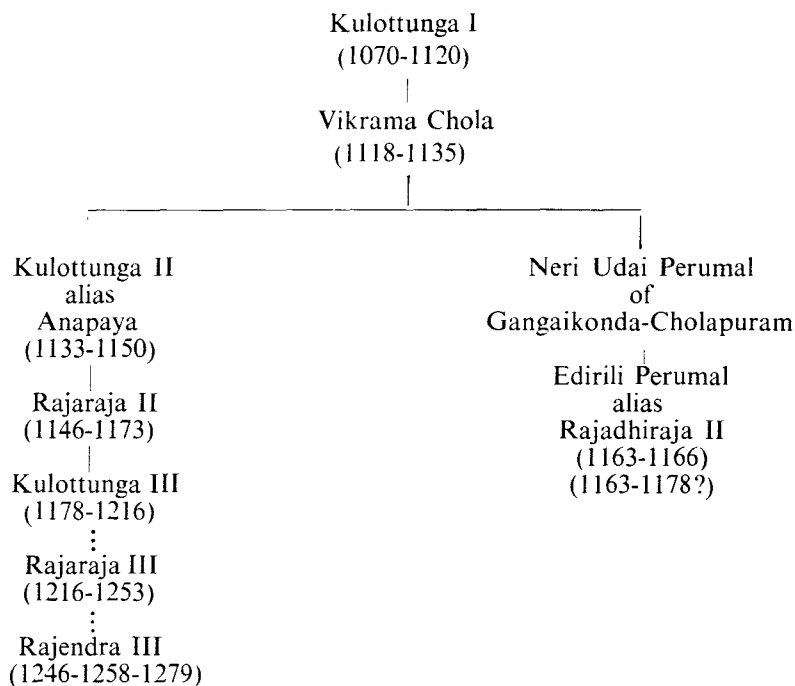 Kulottunga I
(1070-1120)
Vikrama Chola
(1118-1135)
Kulottunga II
alias
Anapaya
(1133-1150)
Rajaraja II
(1146-1173)
Kulottunga III
(1178-1216)
Rajaraja III
(1216-1253)
Rajendra III
(1246-1258-1279)
Neri Udai Perumal
of
Gangaikonda-Cholapuram
Edirili Perumal
alias
Rajadhiraja II
(1163-1166)
(1163-1178?)